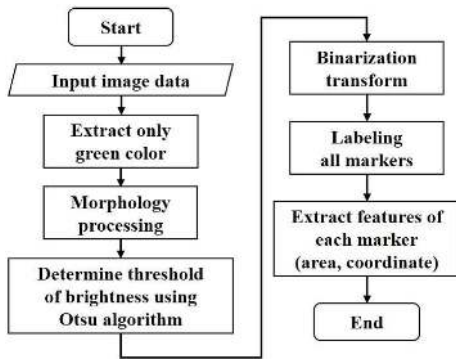 Start
Input image data
Extract only
green color
Morphology
processing
Determine threshold
of brightness using
Otsu algorithm
Binarization
transform
Labeling
all markers
Extract features of
each marker
(area, coordinate)
End